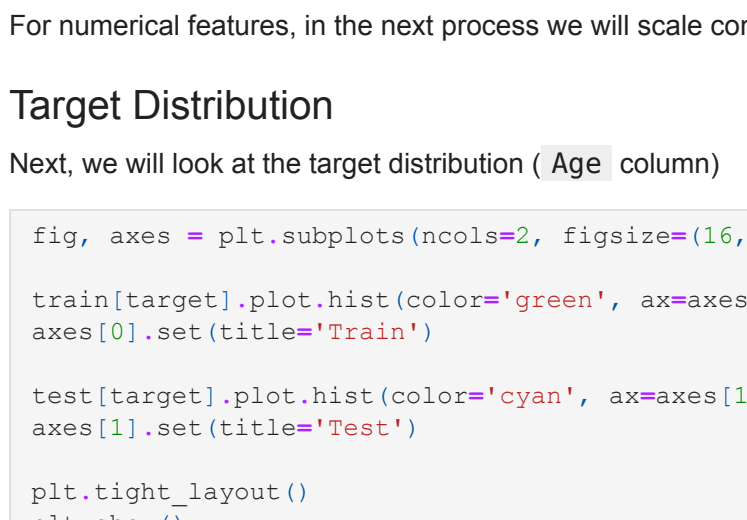 For numerical features, in the next process we will scale
Target Distribution
Next, we will look at the target distribution ( Age column)
fig, axes = plt.subplots(ncols=2, figsize=(16,
train[target].plot.hist(color='green', ax=axes
axes[0].set(title='Train')
test[target].plot.hist(color='cyan', ax=axes[1
axes[1].set(title='Test')
plt.tight_layout()